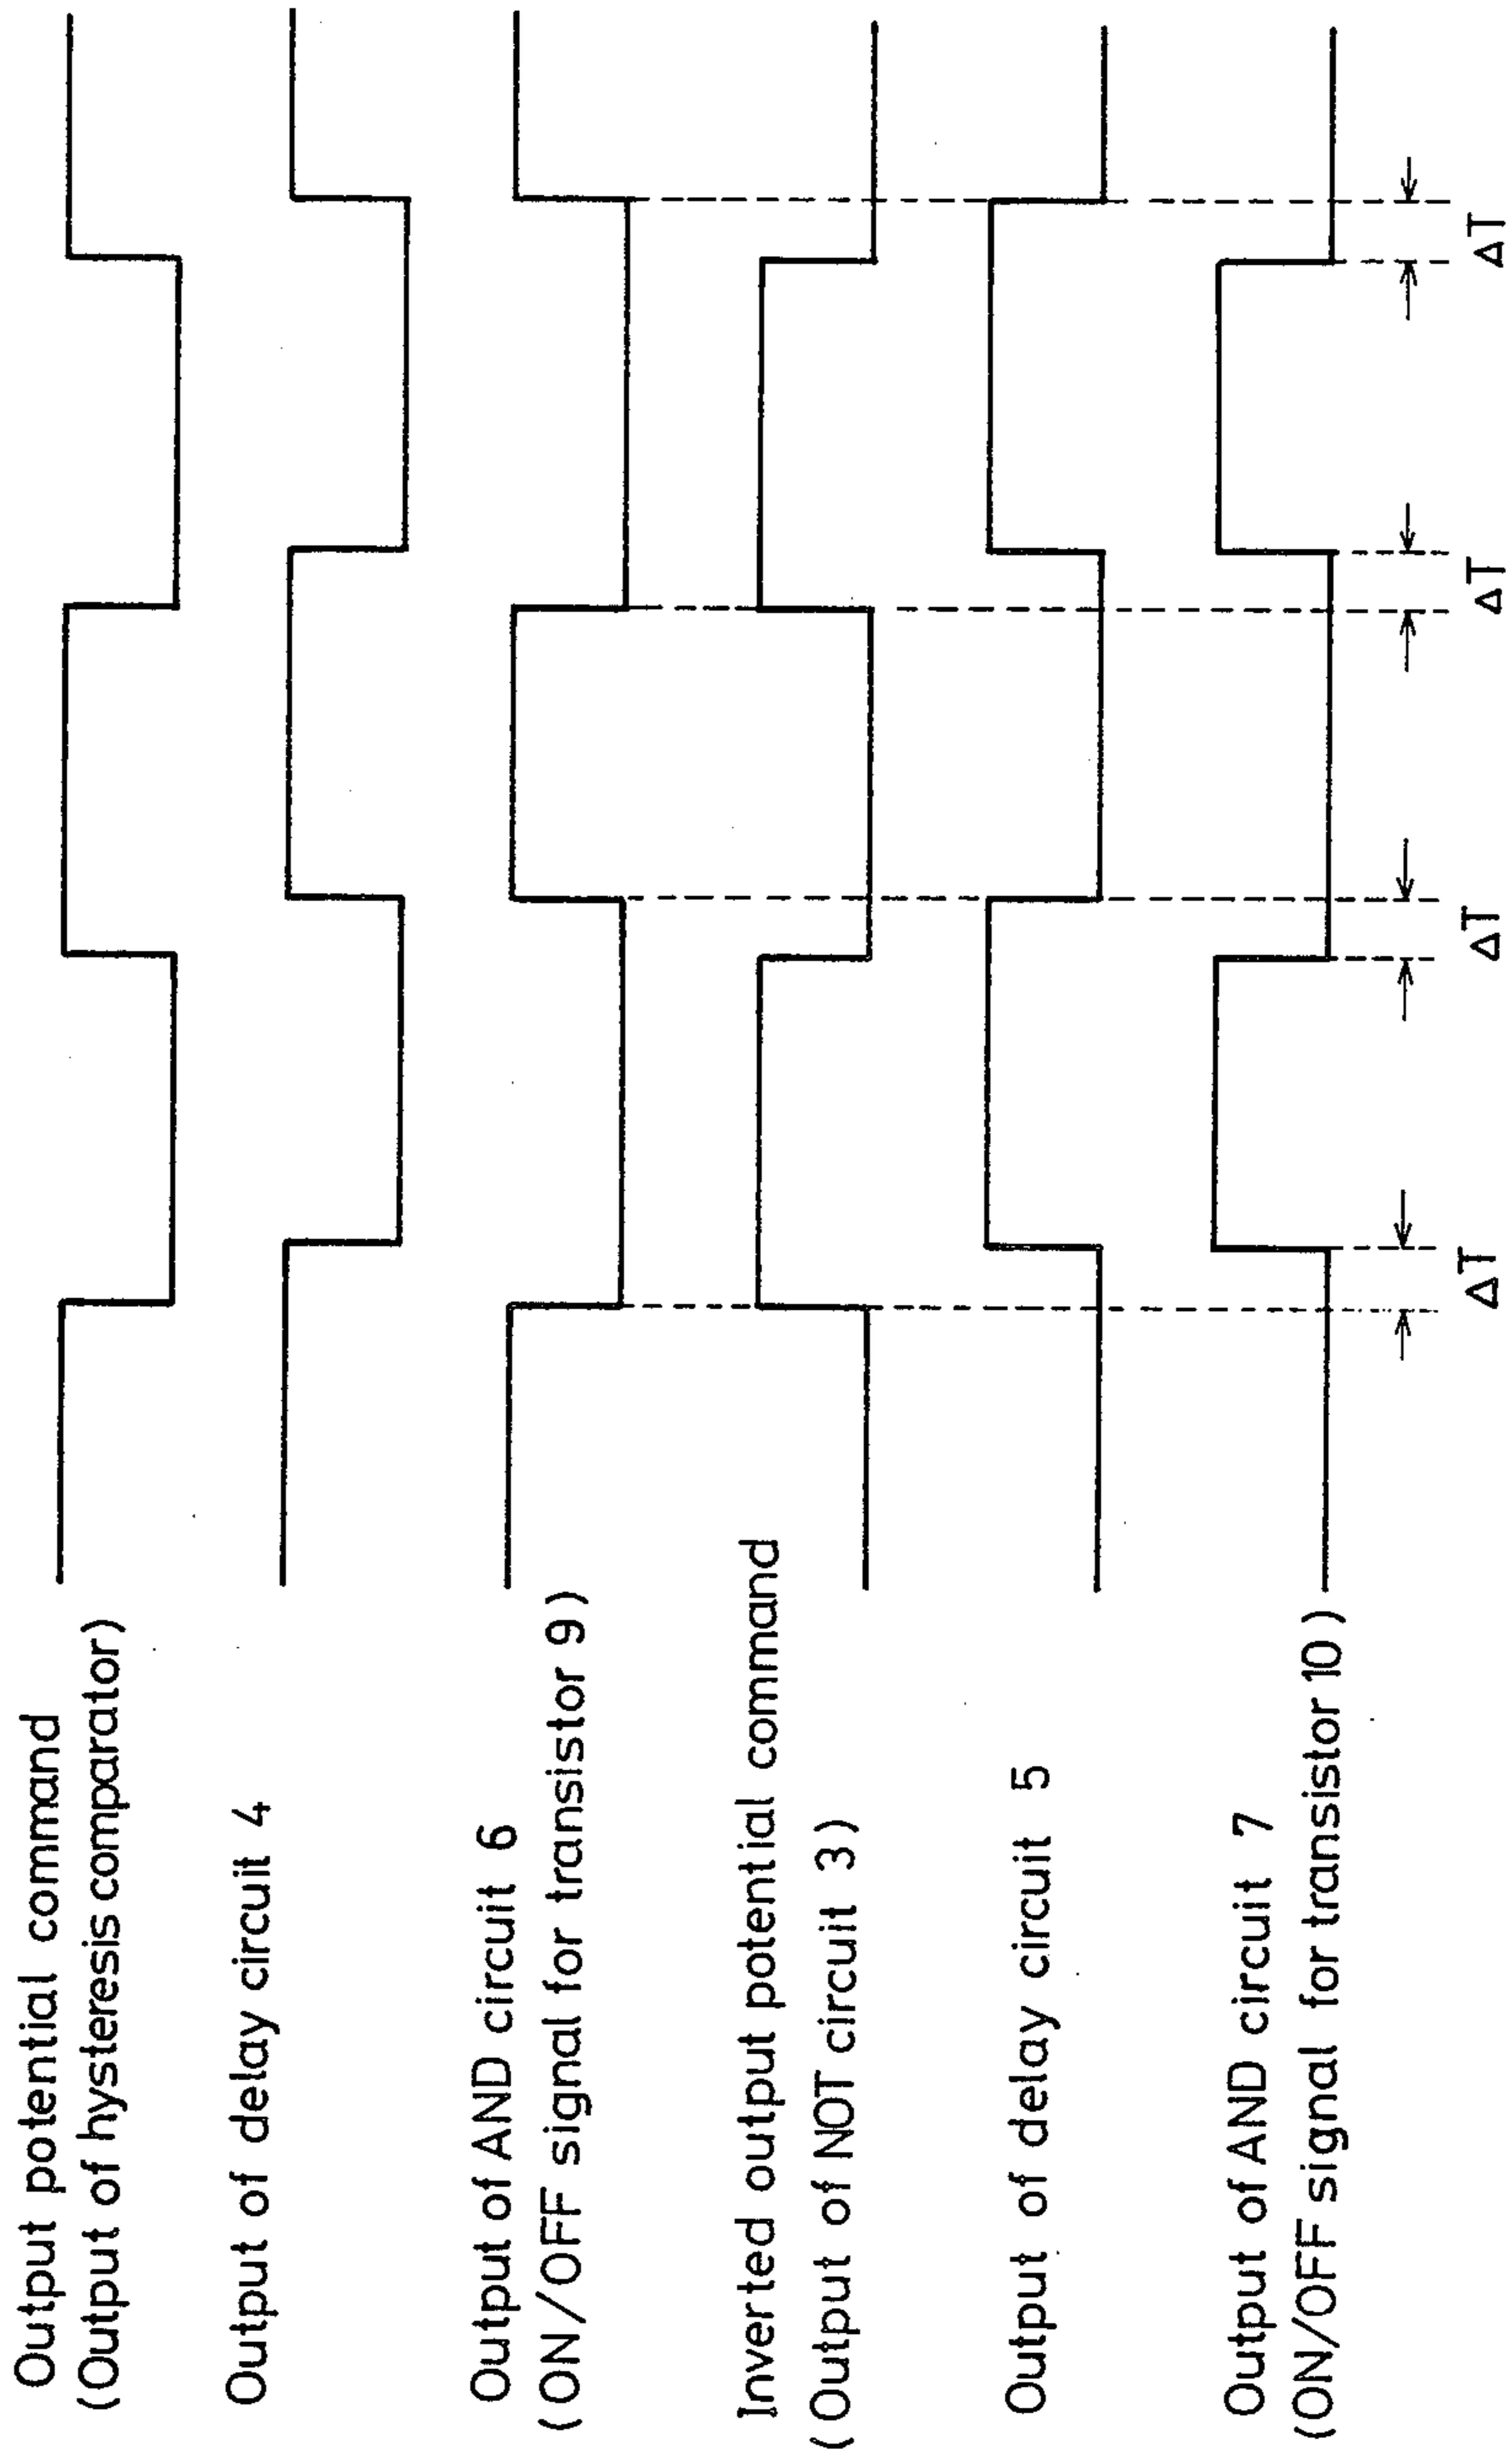 Output potential command
(Output of hysteresis comparator)
Output of delay circuit 4
Output of AND circuit 6
(ON/OFF signal for transistor 9)
Inverted output potential command
(Output of NOT circuit 3)
Output of delay circuit 5
Output of AND circuit 7
(ON/OFF signal for transistor 10)
ΔT
ΔT
ΔT
ΔT